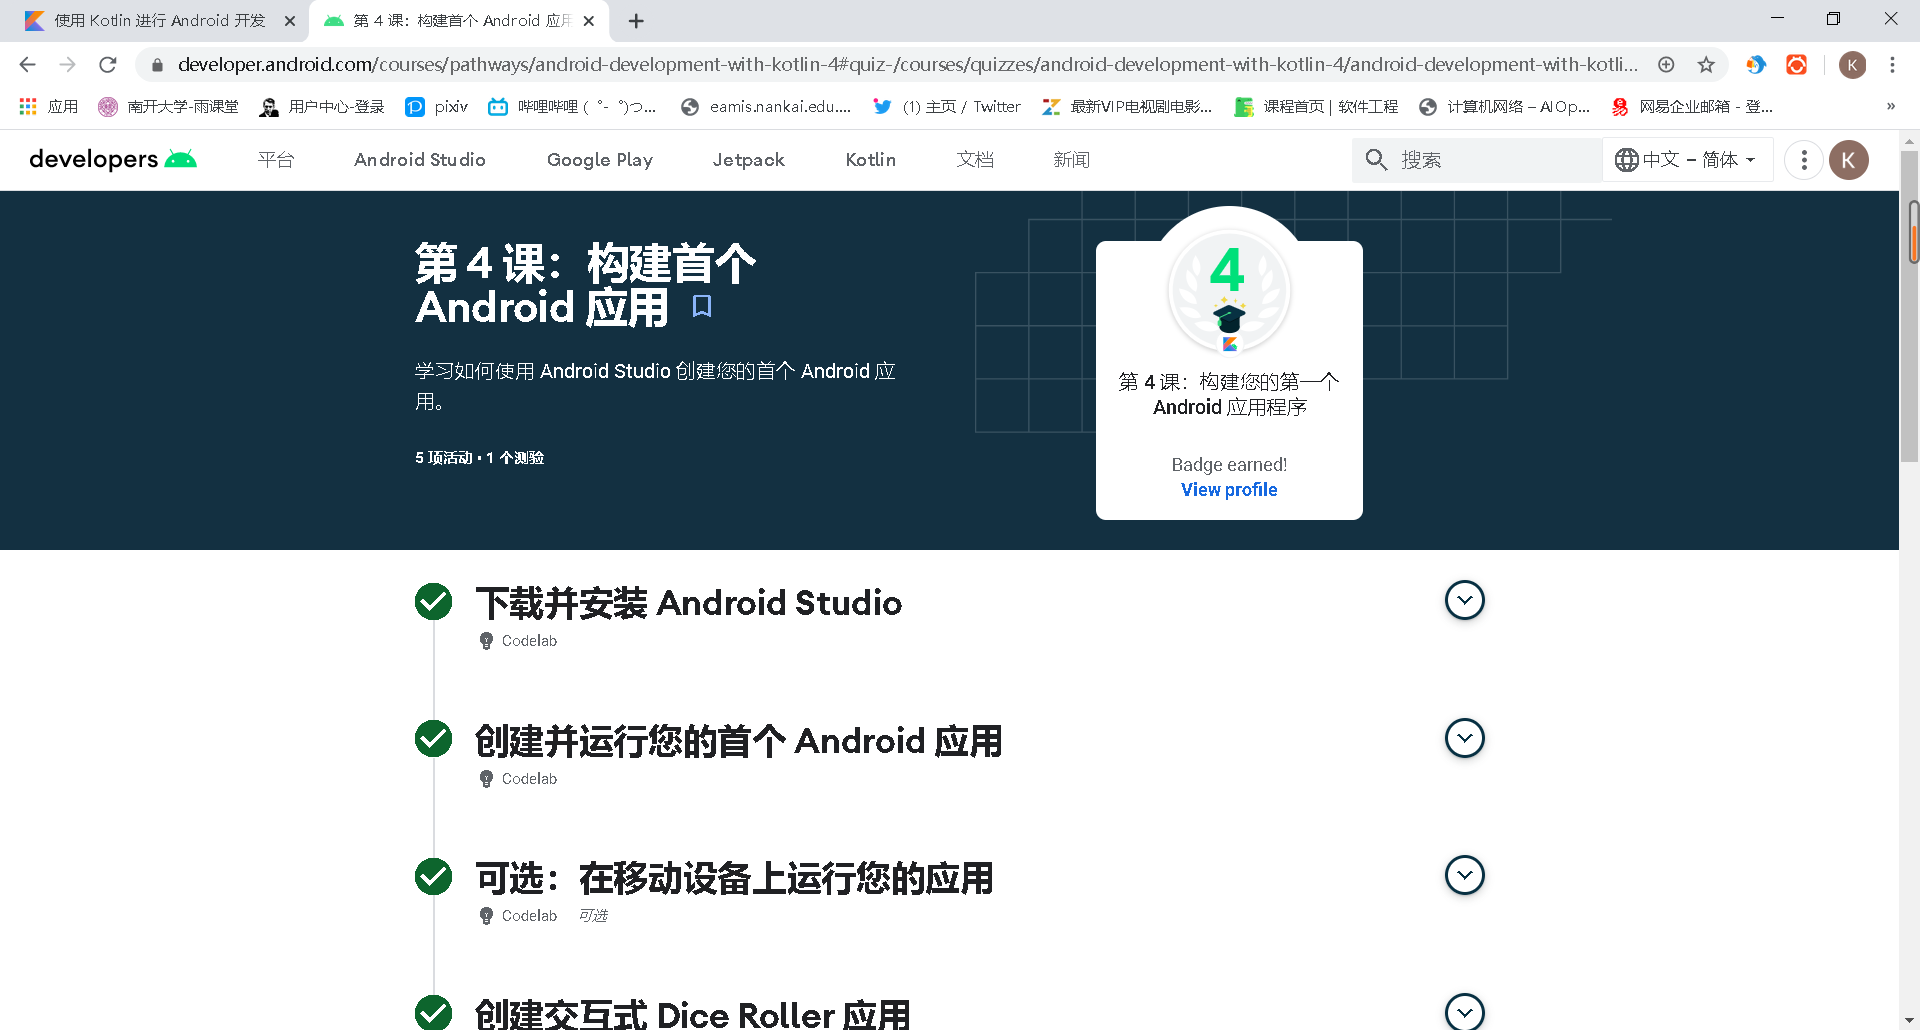 使用 Kotlin 进行 Android 开发
第 4 课：构建首个 Android 应用
developer.android.com/courses/pathways/android-development-with-kotlin-4#quiz-/courses/quizzes/android-development-with-kotlin-4/android-development-with-kotli...
K
应用
南开大学-雨课堂
用户中心-登录
pixiv
哔哩哔哩 ( ゜- ゜)つ...
eamis.nankai.edu....
(1) 主页 / Twitter
最新VIP电视剧电影...
课程首页 | 软件工程
计算机网络 – AIOp...
网易企业邮箱 - 登...
»
developers
平台
Android Studio
Google Play
Jetpack
Kotlin
文档
新闻
搜索
中文 – 简体
K
第 4 课：构建首个
Android 应用
学习如何使用 Android Studio 创建您的首个 Android 应
用。
5 项活动 • 1 个测验
4
第 4 课：构建您的第一个
Android 应用程序
Badge earned!
View profile
下载并安装 Android Studio
Codelab
创建并运行您的首个 Android 应用
Codelab
可选：在移动设备上运行您的应用
Codelab 可选
创建交互式 Dice Roller 应用